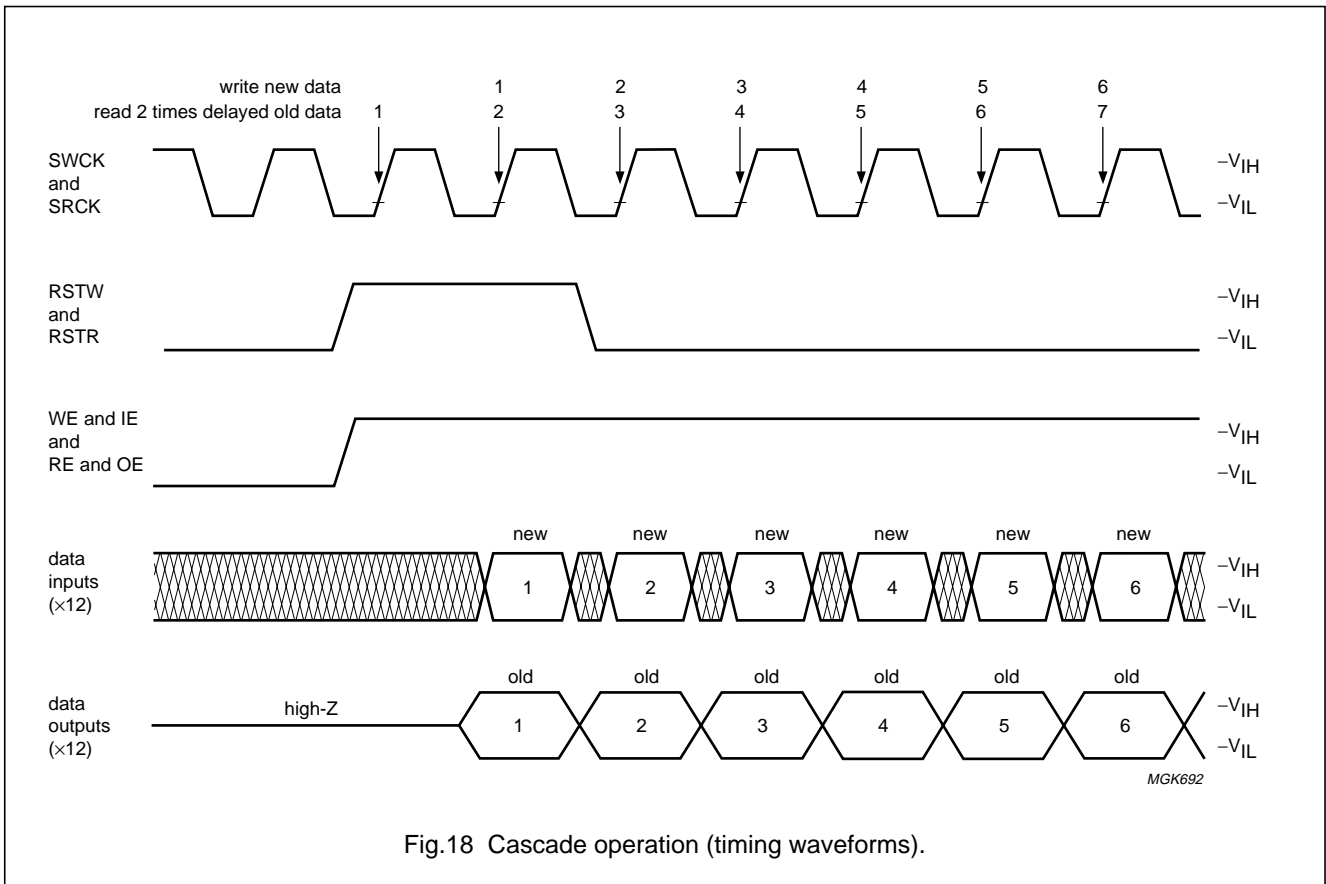 write new data 1 2 3 4 5 6
read 2 times delayed old data 1 2 3 4 5 6 7
SWCK
and
SRCK
–VIH
–VIL
RSTW
and
RSTR
–VIH
–VIL
WE and IE
and
RE and OE
–VIH
–VIL
new new new new new new
data
inputs
(×12)
1 2 3 4 5 6
–VIH
–VIL
old old old old old old
data
outputs
(×12)
high-Z
1 2 3 4 5 6
–VIH
–VIL
MGK692
Fig.18 Cascade operation (timing waveforms).